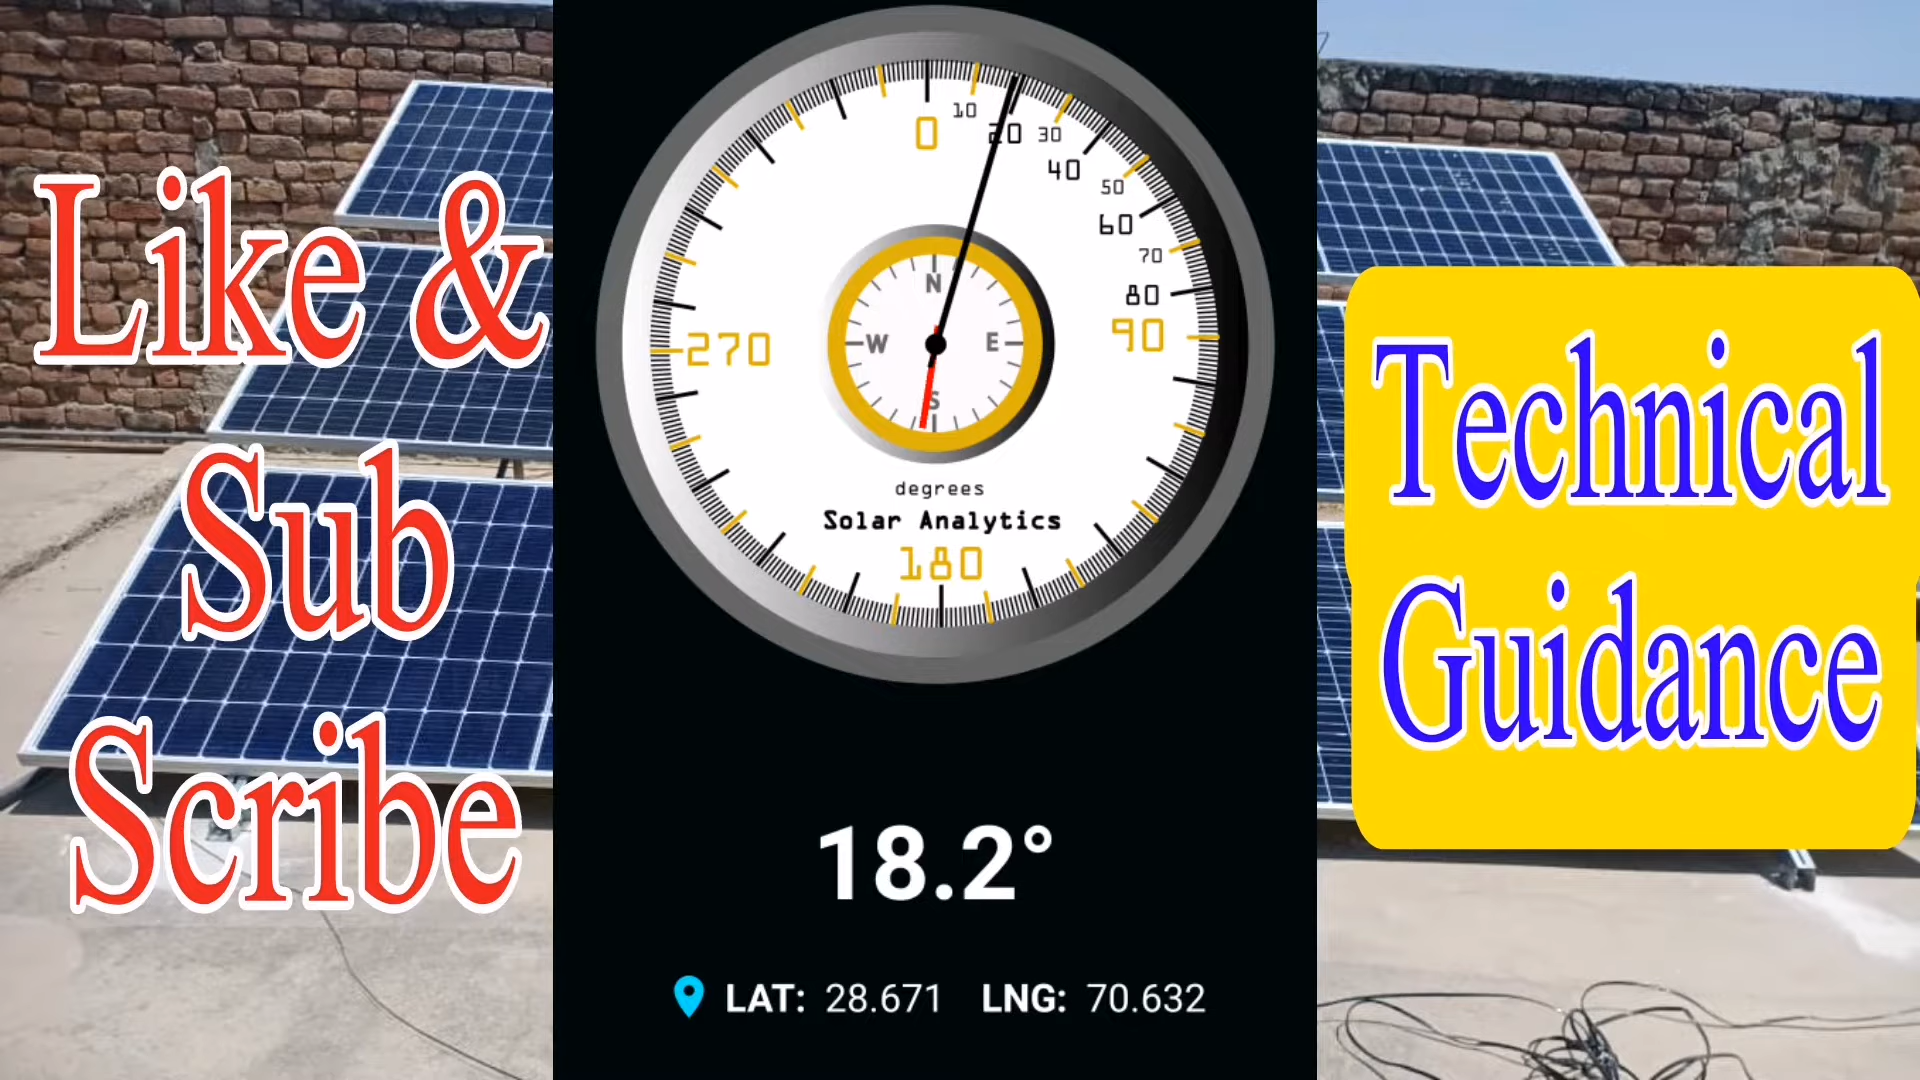 Like &
Sub
Scribe
0
10
20
30
40
50
60
70
80
90
180
270
N
E
S
W
degrees
Solar Analytics
18.2°
LAT: 28.671 LNG: 70.632
Technical
Guidance